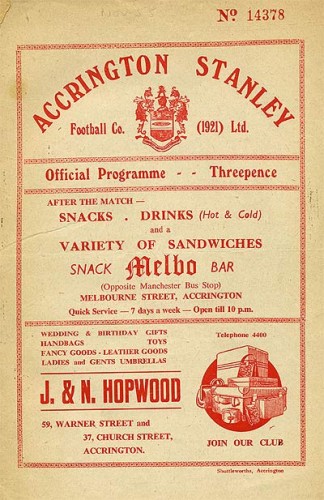 Nº 14378
ACCRINGTON STANLEY
Football Co. (1921) Ltd.
Official Programme - - Threepence
AFTER THE MATCH —
SNACKS . DRINKS (Hot & Cold)
and a
VARIETY OF SANDWICHES
SNACK Melbo BAR
(Opposite Manchester Bus Stop)
MELBOURNE STREET, ACCRINGTON
Quick Service — 7 days a week — Open till 10 p.m.
WEDDING & BIRTHDAY GIFTS
HANDBAGS TOYS
FANCY GOODS - LEATHER GOODS
LADIES and GENTS UMBRELLAS
J. & N. HOPWOOD
59, WARNER STREET and
37, CHURCH STREET,
ACCRINGTON.
Telephone 4460
JOIN OUR CLUB
Shuttleworths, Accrington